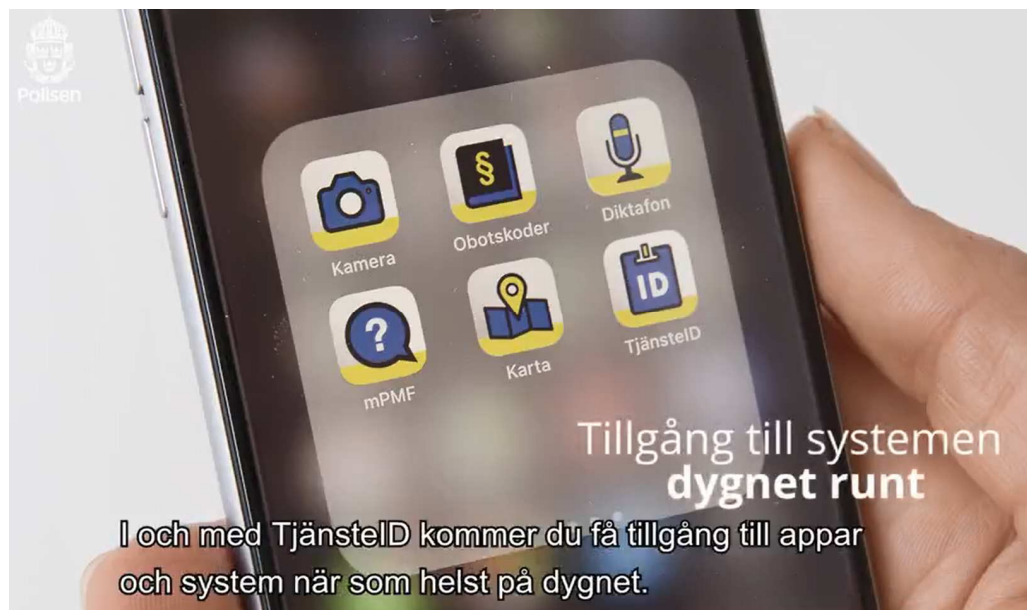 Polisen
§
Kamera
Obotskoder
Diktafon
?
ID
mPMF
Karta
TjänsteID
Tillgång till systemen
dygnet runt
I och med TjänsteID kommer du få tillgång till appar
och system när som helst på dygnet.